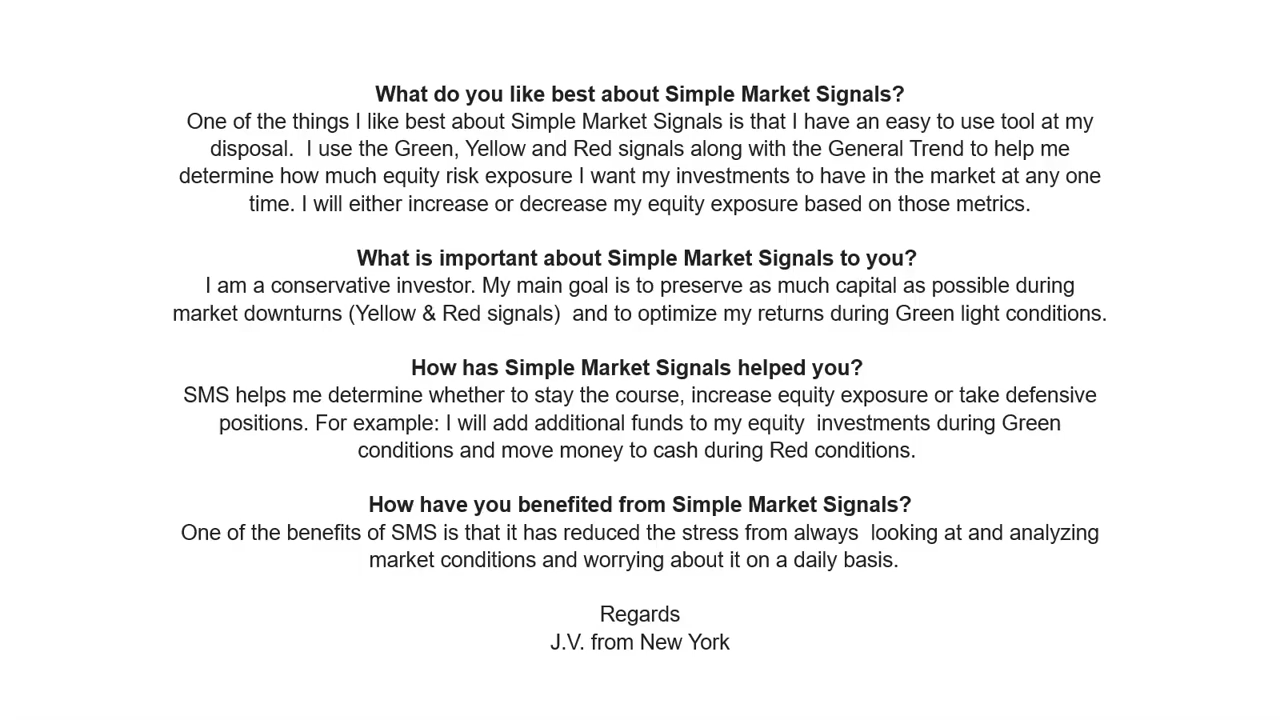 What do you like best about Simple Market Signals?
One of the things I like best about Simple Market Signals is that I have an easy to use tool at my
disposal.  I use the Green, Yellow and Red signals along with the General Trend to help me
determine how much equity risk exposure I want my investments to have in the market at any one
time. I will either increase or decrease my equity exposure based on those metrics.
What is important about Simple Market Signals to you?
I am a conservative investor. My main goal is to preserve as much capital as possible during
market downturns (Yellow & Red signals)  and to optimize my returns during Green light conditions.
How has Simple Market Signals helped you?
SMS helps me determine whether to stay the course, increase equity exposure or take defensive
positions. For example: I will add additional funds to my equity  investments during Green
conditions and move money to cash during Red conditions.
How have you benefited from Simple Market Signals?
One of the benefits of SMS is that it has reduced the stress from always  looking at and analyzing
market conditions and worrying about it on a daily basis.
Regards
J.V. from New York